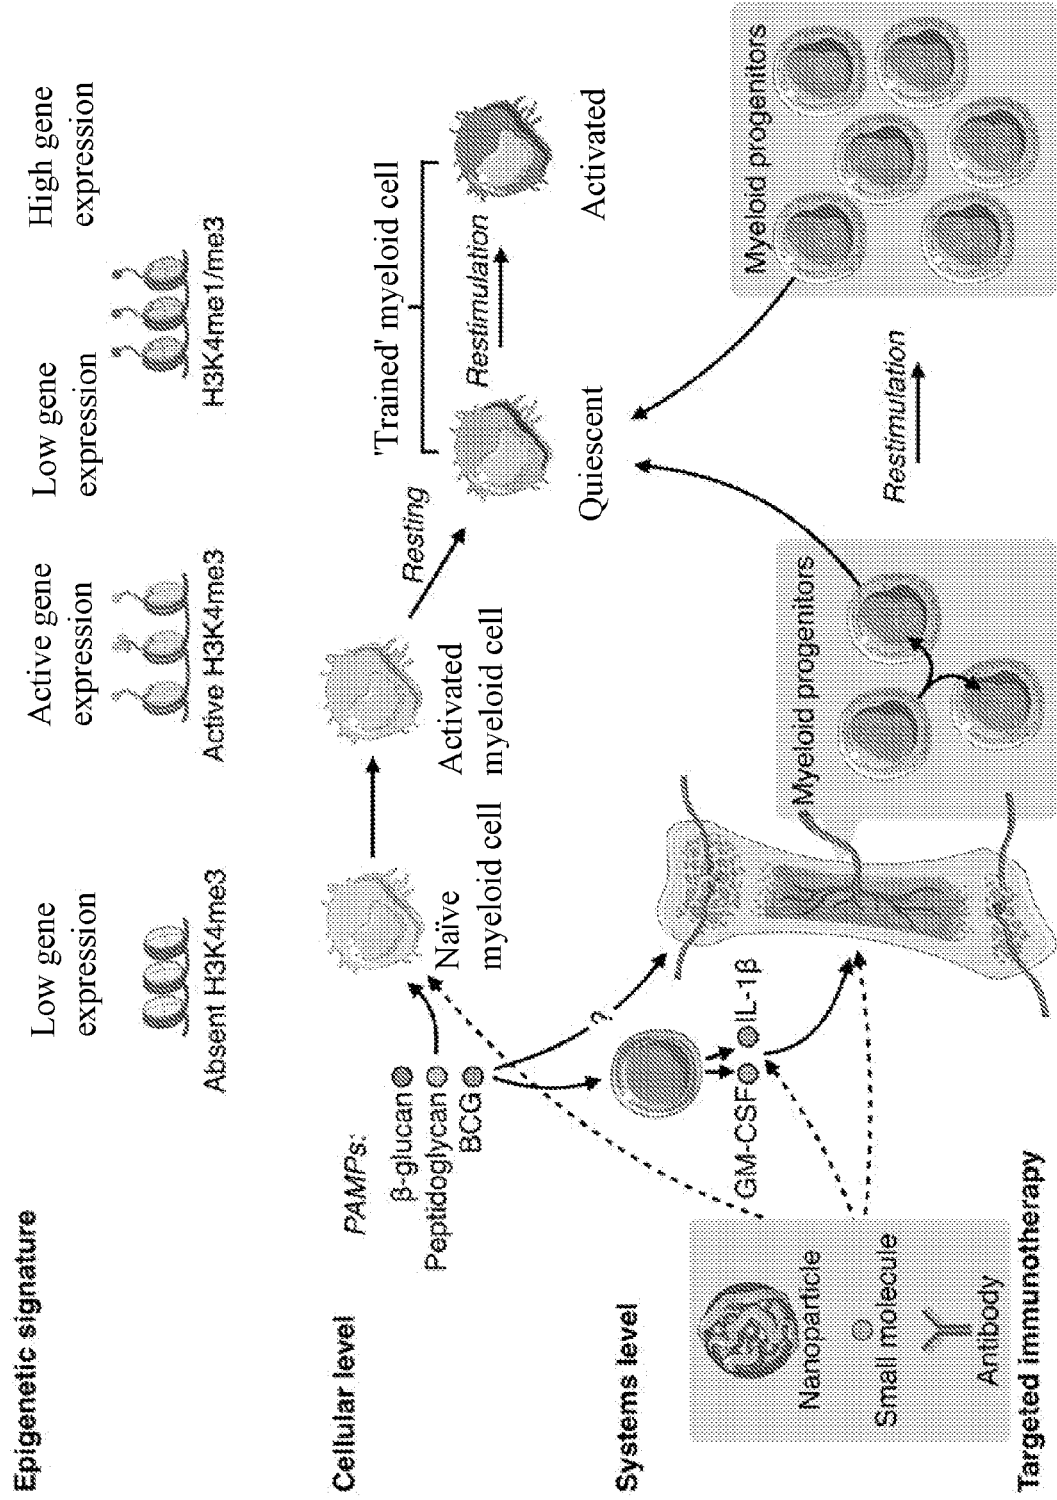 Epigenetic signature
Low gene
expression
Active gene
expression
Low gene
expression
High gene
expression
Absent H3K4me3
Active H3K4me3
H3K4me1/me3
Cellular level
PAMPs:
β-glucan
Peptidoglycan
BCG
Naïve
myeloid cell
Activated
myeloid cell
Resting
'Trained' myeloid cell
Restimulation
Quiescent
Activated
Systems level
?
GM-CSF
IL-1β
Myeloid progenitors
Restimulation
Myeloid progenitors
Nanoparticle
Small molecule
Antibody
Targeted immunotherapy